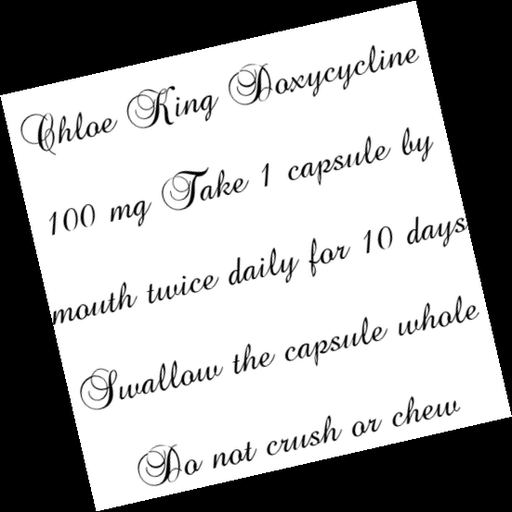 Chloe King Doxycycline
100 mg Take 1 capsule by
mouth twice daily for 10 days
Swallow the capsule whole
Do not crush or chew